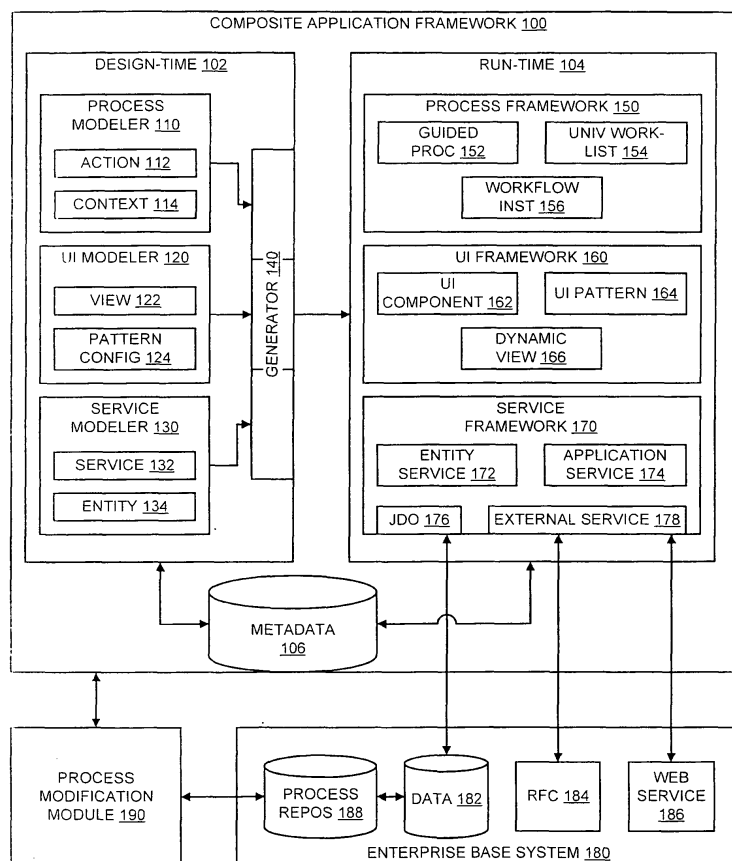 COMPOSITE APPLICATION FRAMEWORK 100
DESIGN-TIME 102
PROCESS
MODELER 110
ACTION 112
CONTEXT 114
UI MODELER 120
VIEW 122
PATTERN
CONFIG 124
SERVICE
MODELER 130
SERVICE 132
ENTITY 134
GENERATOR 140
RUN-TIME 104
PROCESS FRAMEWORK 150
GUIDED
PROC 152
UNIV WORK-
LIST 154
WORKFLOW
INST 156
UI FRAMEWORK 160
UI
COMPONENT 162
UI PATTERN 164
DYNAMIC
VIEW 166
SERVICE
FRAMEWORK 170
ENTITY
SERVICE 172
APPLICATION
SERVICE 174
JDO 176
EXTERNAL SERVICE 178
METADATA
106
PROCESS
MODIFICATION
MODULE 190
PROCESS
REPOS 188
DATA 182
RFC 184
WEB
SERVICE
186
ENTERPRISE BASE SYSTEM 180